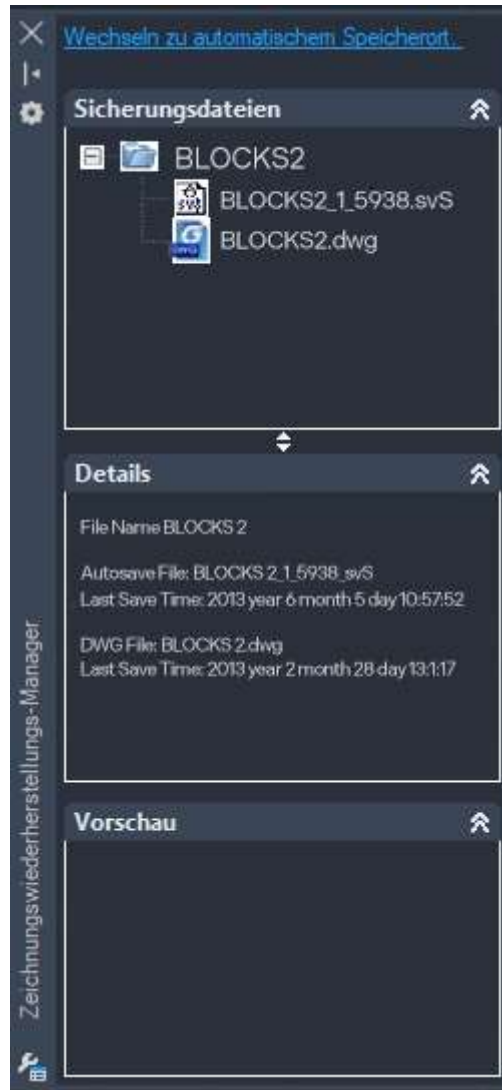 Wechseln zu automatischem Speicherort.
Sicherungsdateien
BLOCKS2
BLOCKS2_1_5938.svS
BLOCKS2.dwg
Details
File Name BLOCKS 2
Autosave File: BLOCKS 2_1_5938_svS
Last Save Time: 2013 year 6 month 5 day 10:57:52
DWG File: BLOCKS 2.dwg
Last Save Time: 2013 year 2 month 28 day 13:1:17
Vorschau
Zeichnungswiederherstellungs-Manager